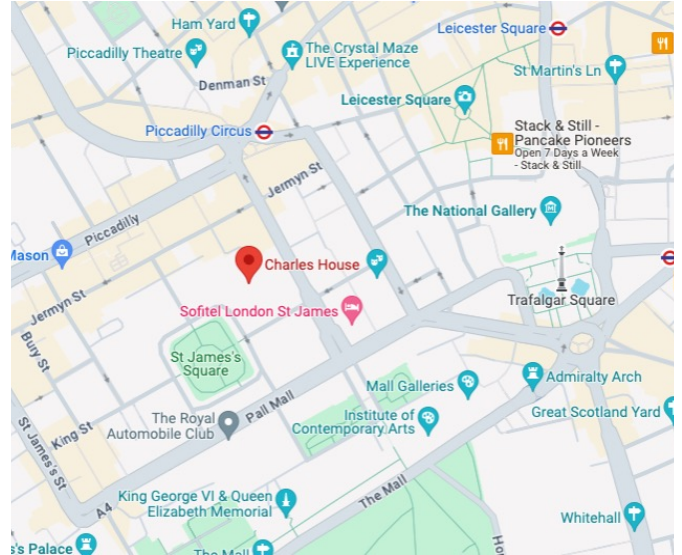 Ham Yard
Leicester Square
Piccadilly Theatre
The Crystal Maze
LIVE Experience
St Martin's Ln
Denman St
Leicester Square
Piccadilly Circus
Stack & Still -
Pancake Pioneers
Open 7 Days a Week
- Stack & Still
Jermyn St
The National Gallery
Piccadilly
Mason
Charles House
Jermyn St
Sofitel London St James
Trafalgar Square
Bury St
St James's
Square
Mall Galleries
Admiralty Arch
Pall Mall
The Royal
Automobile Club
Institute of
Contemporary Arts
Great Scotland Yard
King St
St James's St
King George VI & Queen
Elizabeth Memorial
The Mall
A4
Whitehall
s's Palace
The Mall